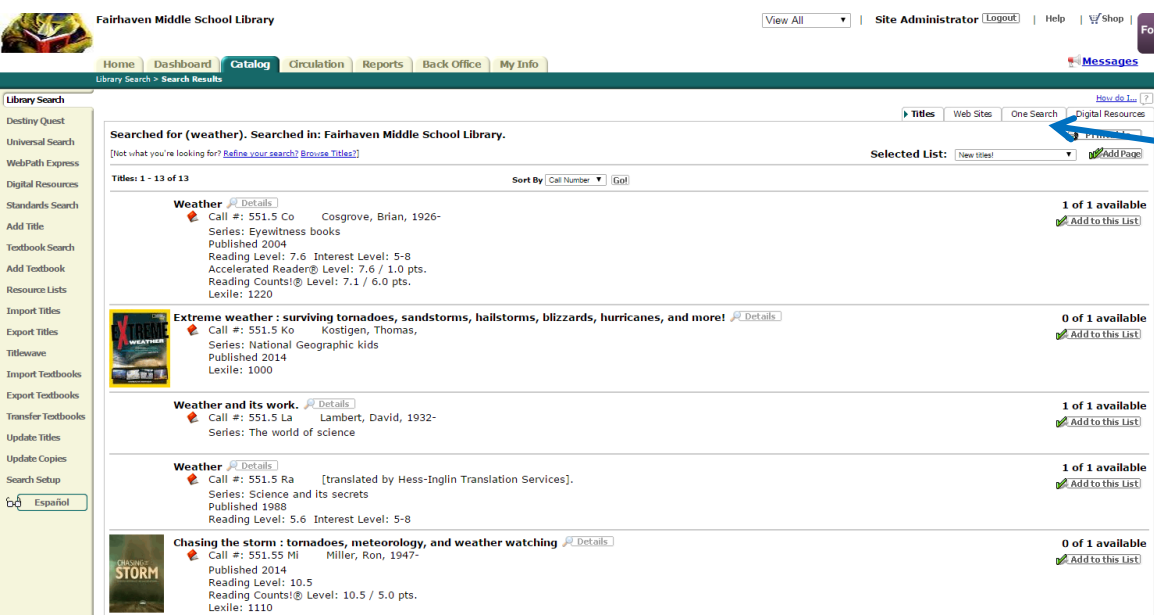 Fairhaven Middle School Library
View All | Site Administrator Logout | Help | Shop |
Home Dashboard Catalog Circulation Reports Back Office My Info
Messages
Library Search > Search Results
Library Search
Destiny Quest
Universal Search
WebPath Express
Digital Resources
Standards Search
Add Title
Textbook Search
Add Textbook
Resource Lists
Import Titles
Export Titles
Titlewave
Import Textbooks
Export Textbooks
Transfer Textbooks
Update Titles
Update Copies
Search Setup
Español
How do I... ?
Titles Web Sites One Search Digital Resources
Searched for (weather). Searched in: Fairhaven Middle School Library.
[Not what you're looking for? Refine your search? Browse Titles?]
Selected List: New titles! Add Page
Titles: 1 - 13 of 13
Sort By Call Number Go!
Weather Details
1 of 1 available
Call #: 551.5 Co Cosgrove, Brian, 1926-
Add to this List
Series: Eyewitness books
Published 2004
Reading Level: 7.6 Interest Level: 5-8
Accelerated Reader® Level: 7.6 / 1.0 pts.
Reading Counts!® Level: 7.1 / 6.0 pts.
Lexile: 1220
EXTREME
WEATHER
Extreme weather : surviving tornadoes, sandstorms, hailstorms, blizzards, hurricanes, and more! Details
0 of 1 available
Call #: 551.5 Ko Kostigen, Thomas,
Add to this List
Series: National Geographic kids
Published 2014
Lexile: 1000
Weather and its work. Details
1 of 1 available
Call #: 551.5 La Lambert, David, 1932-
Add to this List
Series: The world of science
Weather Details
1 of 1 available
Call #: 551.5 Ra [translated by Hess-Inglin Translation Services].
Add to this List
Series: Science and its secrets
Published 1988
Reading Level: 5.6 Interest Level: 5-8
CHASING
STORM
Chasing the storm : tornadoes, meteorology, and weather watching Details
0 of 1 available
Call #: 551.55 Mi Miller, Ron, 1947-
Add to this List
Published 2014
Reading Level: 10.5
Reading Counts!® Level: 10.5 / 5.0 pts.
Lexile: 1110